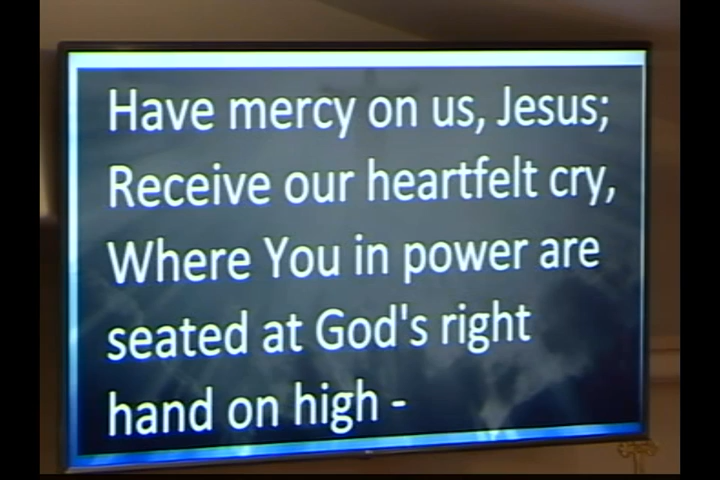 Have mercy on us, Jesus;
Receive our heartfelt cry,
Where You in power are
seated at God's right
hand on high -